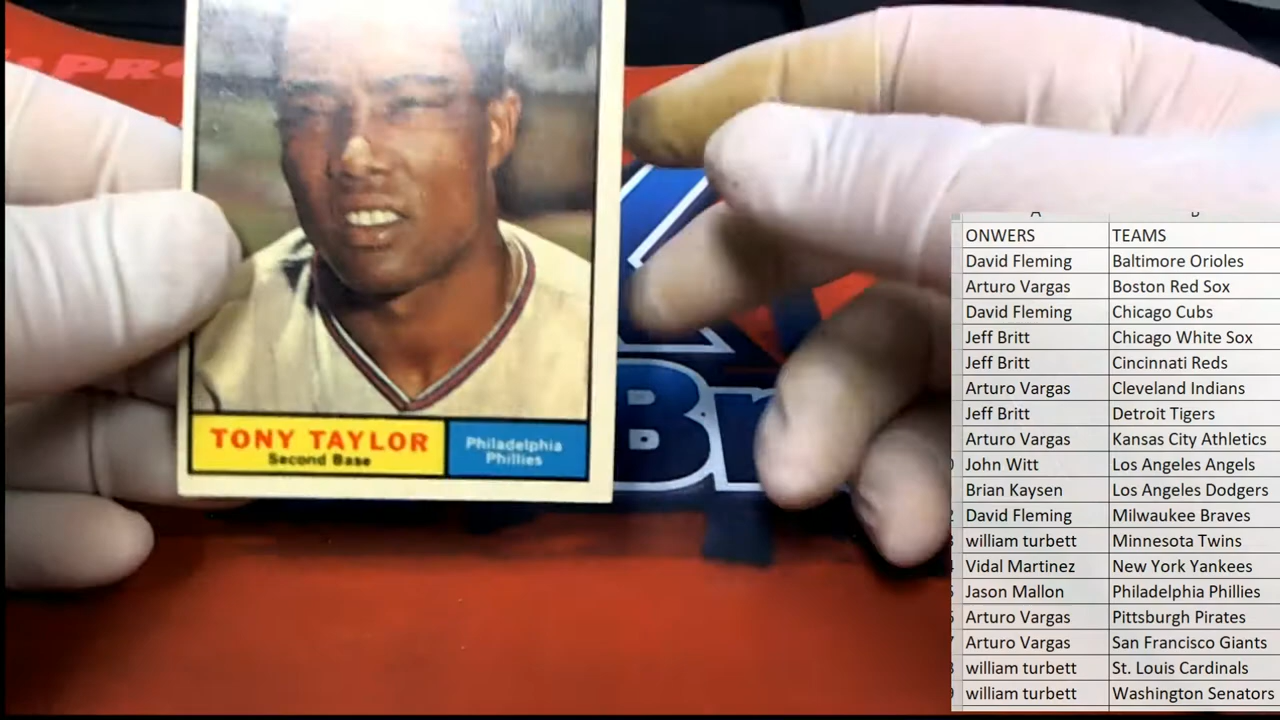 PRO
TONY TAYLOR
Second Base
Philadelphia
Phillies
B
ONWERS TEAMS
David Fleming Baltimore Orioles
Arturo Vargas Boston Red Sox
David Fleming Chicago Cubs
Jeff Britt Chicago White Sox
Jeff Britt Cincinnati Reds
Arturo Vargas Cleveland Indians
Jeff Britt Detroit Tigers
Arturo Vargas Kansas City Athletics
John Witt Los Angeles Angels
Brian Kaysen Los Angeles Dodgers
David Fleming Milwaukee Braves
william turbett Minnesota Twins
Vidal Martinez New York Yankees
Jason Mallon Philadelphia Phillies
Arturo Vargas Pittsburgh Pirates
Arturo Vargas San Francisco Giants
william turbett St. Louis Cardinals
william turbett Washington Senators